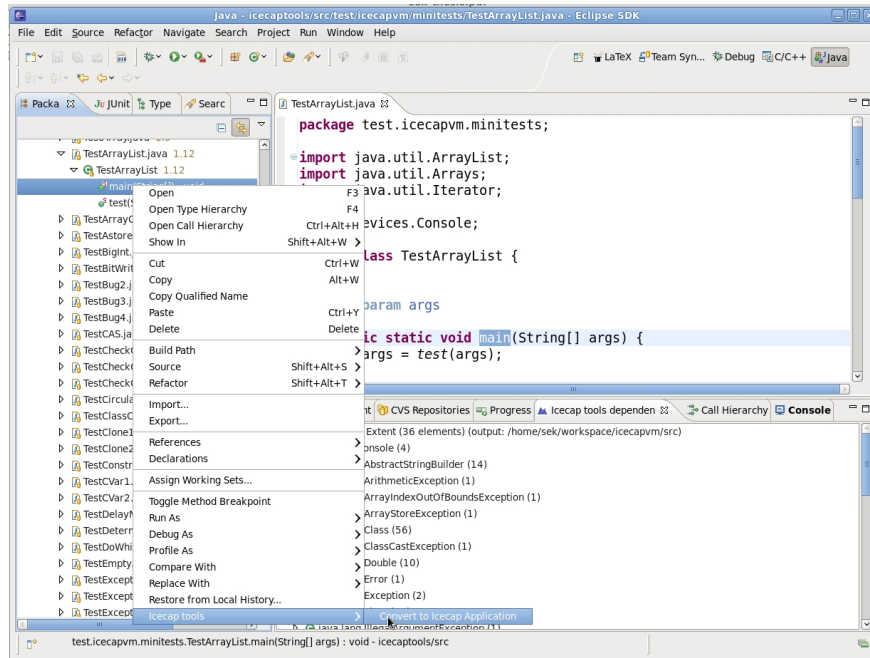 Java - icecaptools/src/test/icecapvm/minitests/TestArrayList.java - Eclipse SDK
File Edit Source Refactor Navigate Search Project Run Window Help
LaTeX Team Syn... Debug C/C++ Java
Packa JUnit Type Searc
TestArrayList.java 1.12
TestArrayList 1.12
main(String[]) : void
test(S
TestArrayC
TestAstore
TestBigInt.
TestBitWrit
TestBug2.j
TestBug3.j
TestBug4.j
TestCAS.ja
TestCheck
TestCheck
TestCheck
TestCircula
TestClassC
TestClone1
TestClone2
TestConstr
TestCVar1.
TestCVar2.
TestDelayN
TestDeterm
TestDoWhi
TestEmpty.
TestExcept
TestExcept
TestExcept
Open F3
Open Type Hierarchy F4
Open Call Hierarchy Ctrl+Alt+H
Show In Shift+Alt+W
Cut Ctrl+W
Copy Alt+W
Copy Qualified Name
Paste Ctrl+Y
Delete Delete
Build Path
Source Shift+Alt+S
Refactor Shift+Alt+T
Import...
Export...
References
Declarations
Assign Working Sets...
Toggle Method Breakpoint
Run As
Debug As
Profile As
Compare With
Replace With
Restore from Local History...
Icecap tools
Convert to Icecap Application
TestArrayList.java
package test.icecapvm.minitests;
import java.util.ArrayList;
import java.util.Arrays;
ava.util.Iterator;
evices.Console;
lass TestArrayList {
param args
ic static void main(String[] args) {
args = test(args);
nt CVS Repositories Progress Icecap tools dependen Call Hierarchy Console
Extent (36 elements) (output: /home/sek/workspace/icecapvm/src)
onsole (4)
AbstractStringBuilder (14)
ArithmeticException (1)
ArrayIndexOutOfBoundsException (1)
ArrayStoreException (1)
Class (56)
ClassCastException (1)
Double (10)
Error (1)
Exception (2)
java.lang.IllegalArgumentException (1)
test.icecapvm.minitests.TestArrayList.main(String[] args) : void - icecaptools/src